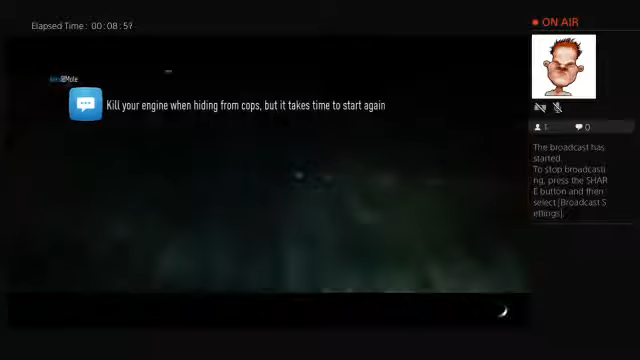 Elapsed Time : 00:08:57
ON AIR
Kill your engine when hiding from cops, but it takes time to start again
1
0
The broadcast has
started.
To stop broadcasti
ng, press the SHAR
E button and then
select [Broadcast S
ettings].